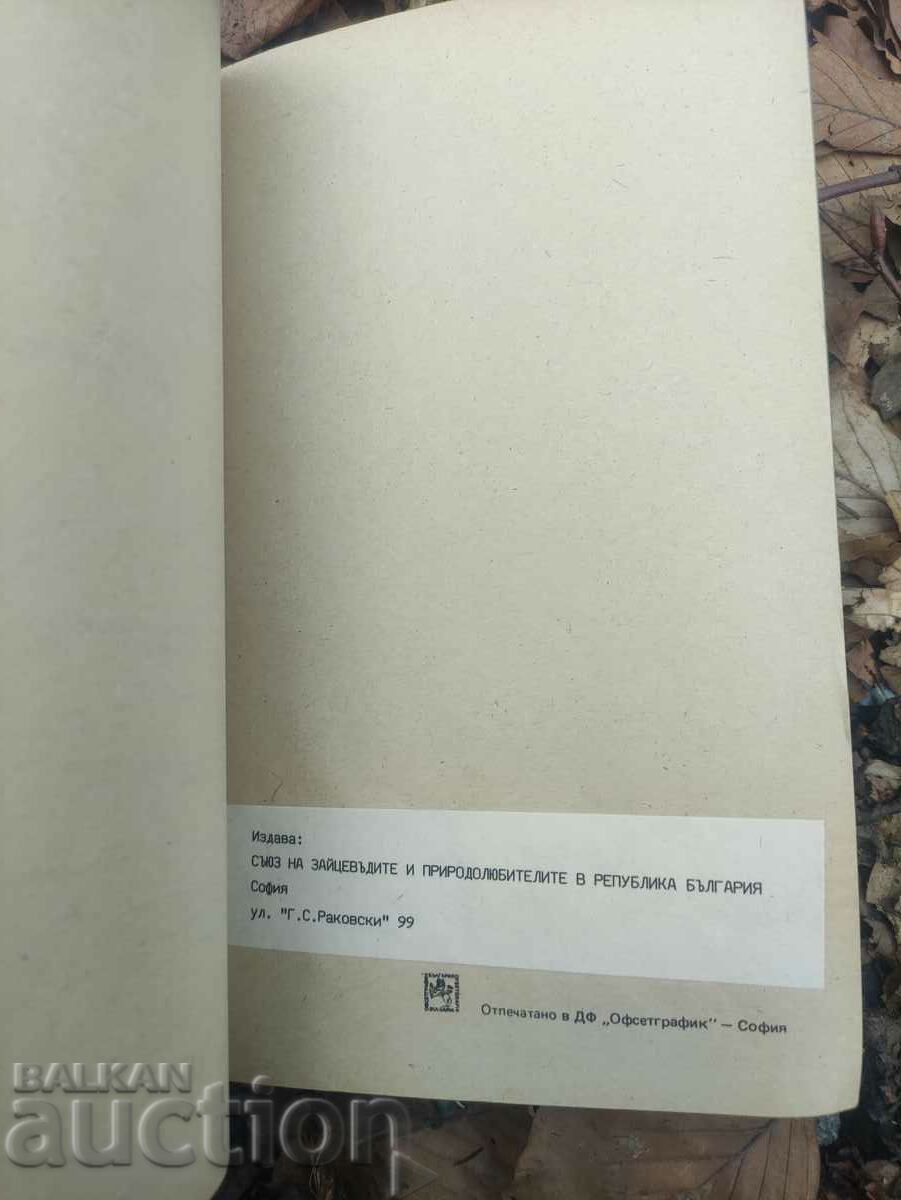 Издава:
СЪЮЗ НА ЗАЙЦЕВЪДИТЕ И ПРИРОДОЛЮБИТЕЛИТЕ В РЕПУБЛИКА БЪЛГАРИЯ
София
ул. "Г.С.Раковски" 99
Отпечатано в ДФ „Офсетграфик" — София
BALKAN
auction